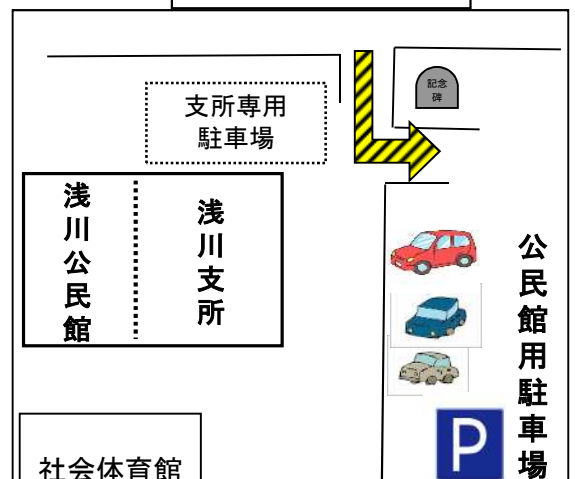 記念
碑
支所専用
駐車場
浅川公民館
浅川支所
公民館用駐車場
P
社会体育館